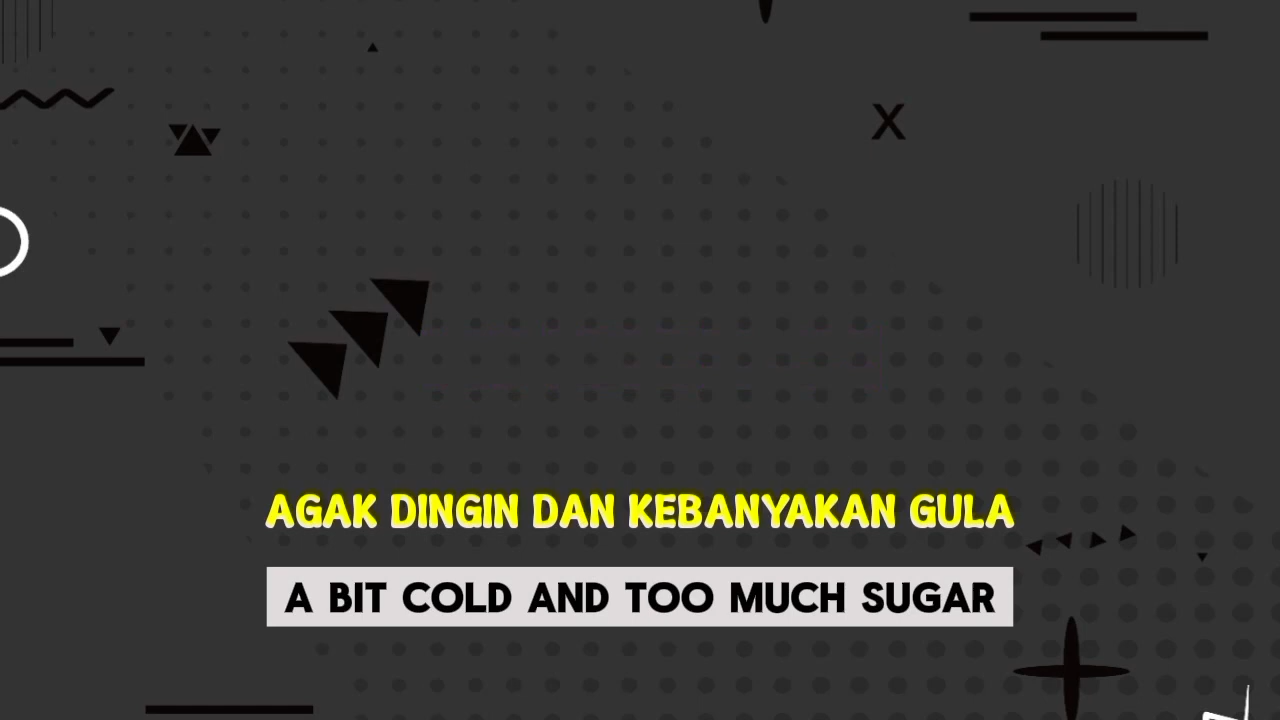 AGAK DINGIN DAN KEBANYAKAN GULA
A BIT COLD AND TOO MUCH SUGAR